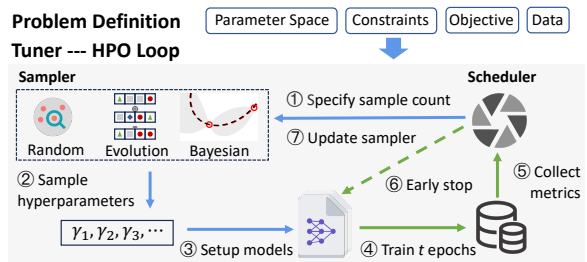 Problem Definition
Parameter Space
Constraints
Objective
Data
Tuner --- HPO Loop
Sampler
Scheduler
Random
Evolution
Bayesian
① Specify sample count
⑦ Update sampler
② Sample
hyperparameters
⑥ Early stop
⑤ Collect
metrics
γ₁, γ₂, γ₃, ⋯
③ Setup models
④ Train t epochs